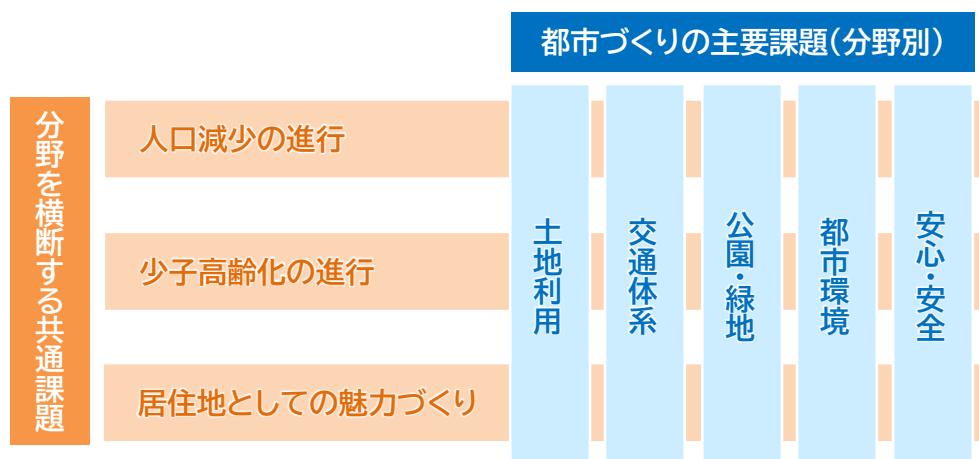 都市づくりの主要課題(分野別)
分野を横断する共通課題
人口減少の進行
少子高齢化の進行
居住地としての魅力づくり
土地利用
交通体系
公園・緑地
都市環境
安心・安全